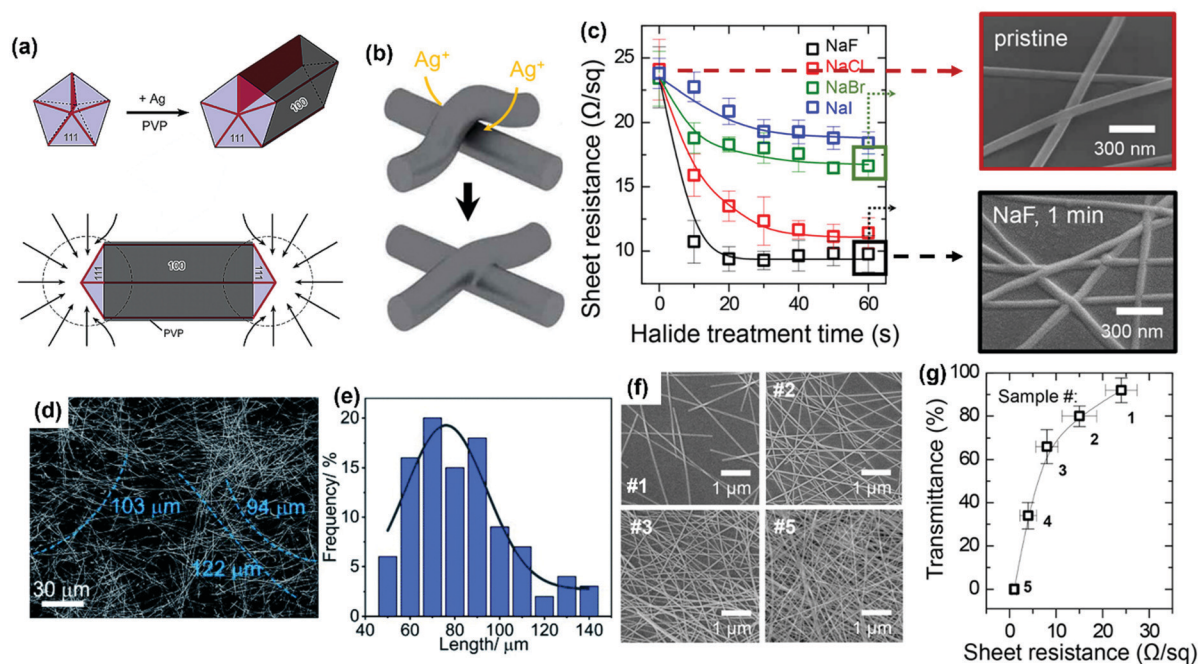 (a)
+ Ag
PVP
111
100
100
111
111
PVP
(b)
Ag⁺
Ag⁺
(c)
Sheet resistance (Ω/sq)
25
20
15
10
NaF
NaCl
NaBr
NaI
0 10 20 30 40 50 60
Halide treatment time (s)
pristine
300 nm
NaF, 1 min
300 nm
(d)
103 μm
94 μm
122 μm
30 μm
(e)
Frequency/ %
20
15
10
5
0
40 60 80 100 120 140
Length/ μm
(f)
#1
1 μm
#2
1 μm
#3
1 μm
#5
1 μm
(g)
Transmittance (%)
100
80
60
40
20
0
Sample #:
1
2
3
4
5
0 10 20 30
Sheet resistance (Ω/sq)